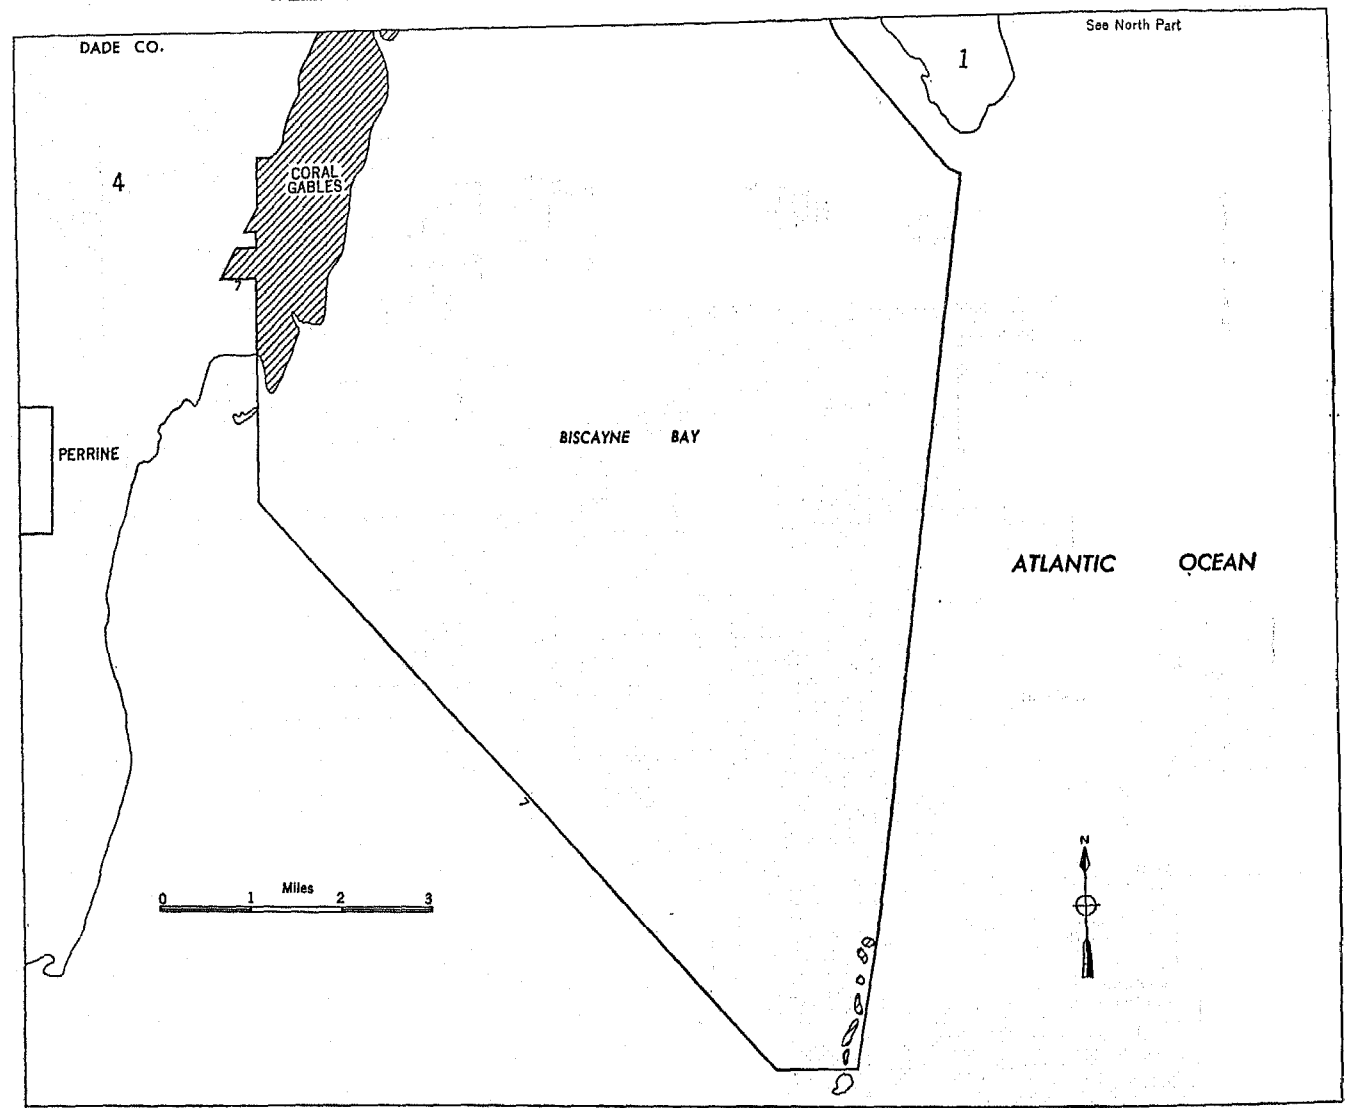 See North Part
DADE CO.
1
4
CORAL
GABLES
BISCAYNE BAY
PERRINE
ATLANTIC OCEAN
N
Miles
0 1 2 3